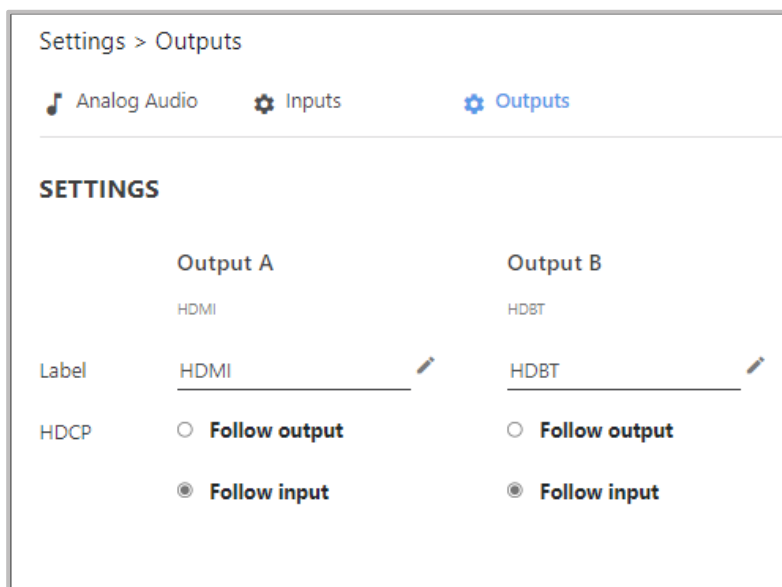 Settings > Outputs
Analog Audio Inputs Outputs
SETTINGS
Output A Output B
HDMI HDBT
Label HDMI HDBT
HDCP Follow output Follow output
Follow input Follow input